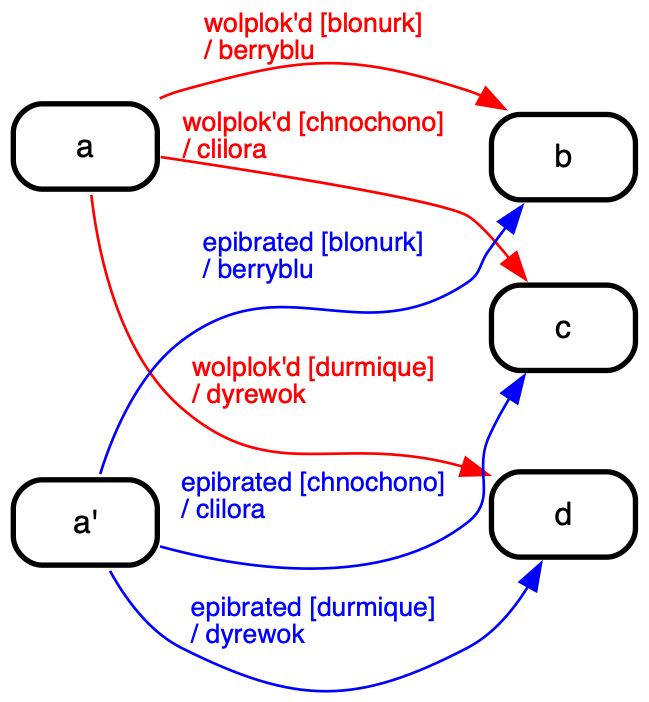 wolplok'd [blonurk]
/ berryblu
a
wolplok'd [chnochono]
/ clilora
b
epibrated [blonurk]
/ berryblu
c
wolplok'd [durmique]
/ dyrewok
epibrated [chnochono]
/ clilora
a'
d
epibrated [durmique]
/ dyrewok